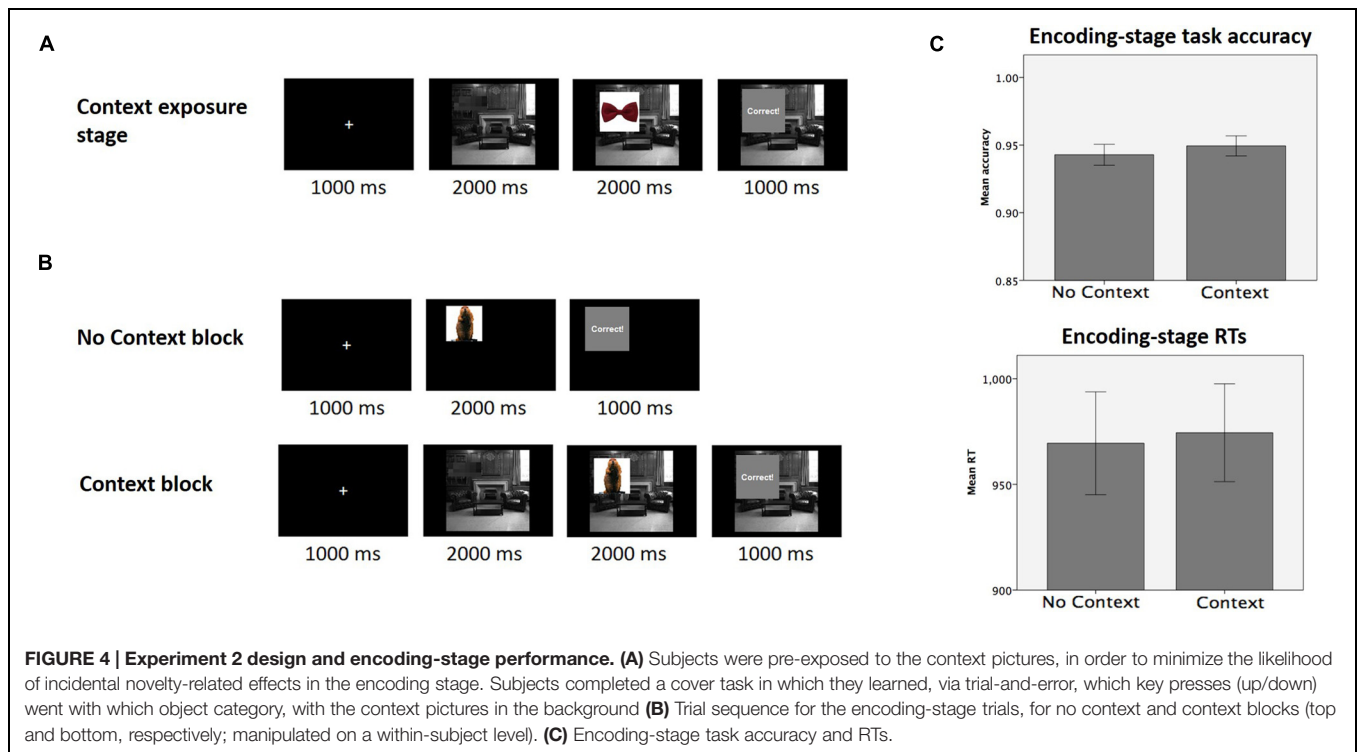 A
Context exposure
stage
+
Correct!
1000 ms
2000 ms
2000 ms
1000 ms
B
No Context block
+
Correct!
1000 ms
2000 ms
1000 ms
Context block
+
Correct!
1000 ms
2000 ms
2000 ms
1000 ms
C
Encoding-stage task accuracy
Mean accuracy
1.00
0.95
0.90
0.85
No Context
Context
Encoding-stage RTs
Mean RT
1,000
950
900
No Context
Context
FIGURE 4 | Experiment 2 design and encoding-stage performance. (A) Subjects were pre-exposed to the context pictures, in order to minimize the likelihood
of incidental novelty-related effects in the encoding stage. Subjects completed a cover task in which they learned, via trial-and-error, which key presses (up/down)
went with which object category, with the context pictures in the background (B) Trial sequence for the encoding-stage trials, for no context and context blocks (top
and bottom, respectively; manipulated on a within-subject level). (C) Encoding-stage task accuracy and RTs.